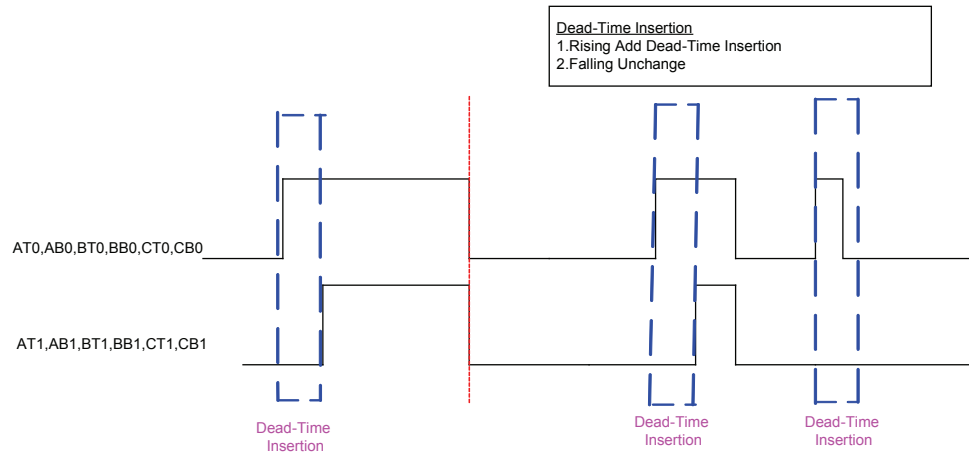 Dead-Time Insertion
1.Rising Add Dead-Time Insertion
2.Falling Unchange
AT0,AB0,BT0,BB0,CT0,CB0
AT1,AB1,BT1,BB1,CT1,CB1
Dead-Time
Insertion
Dead-Time
Insertion
Dead-Time
Insertion